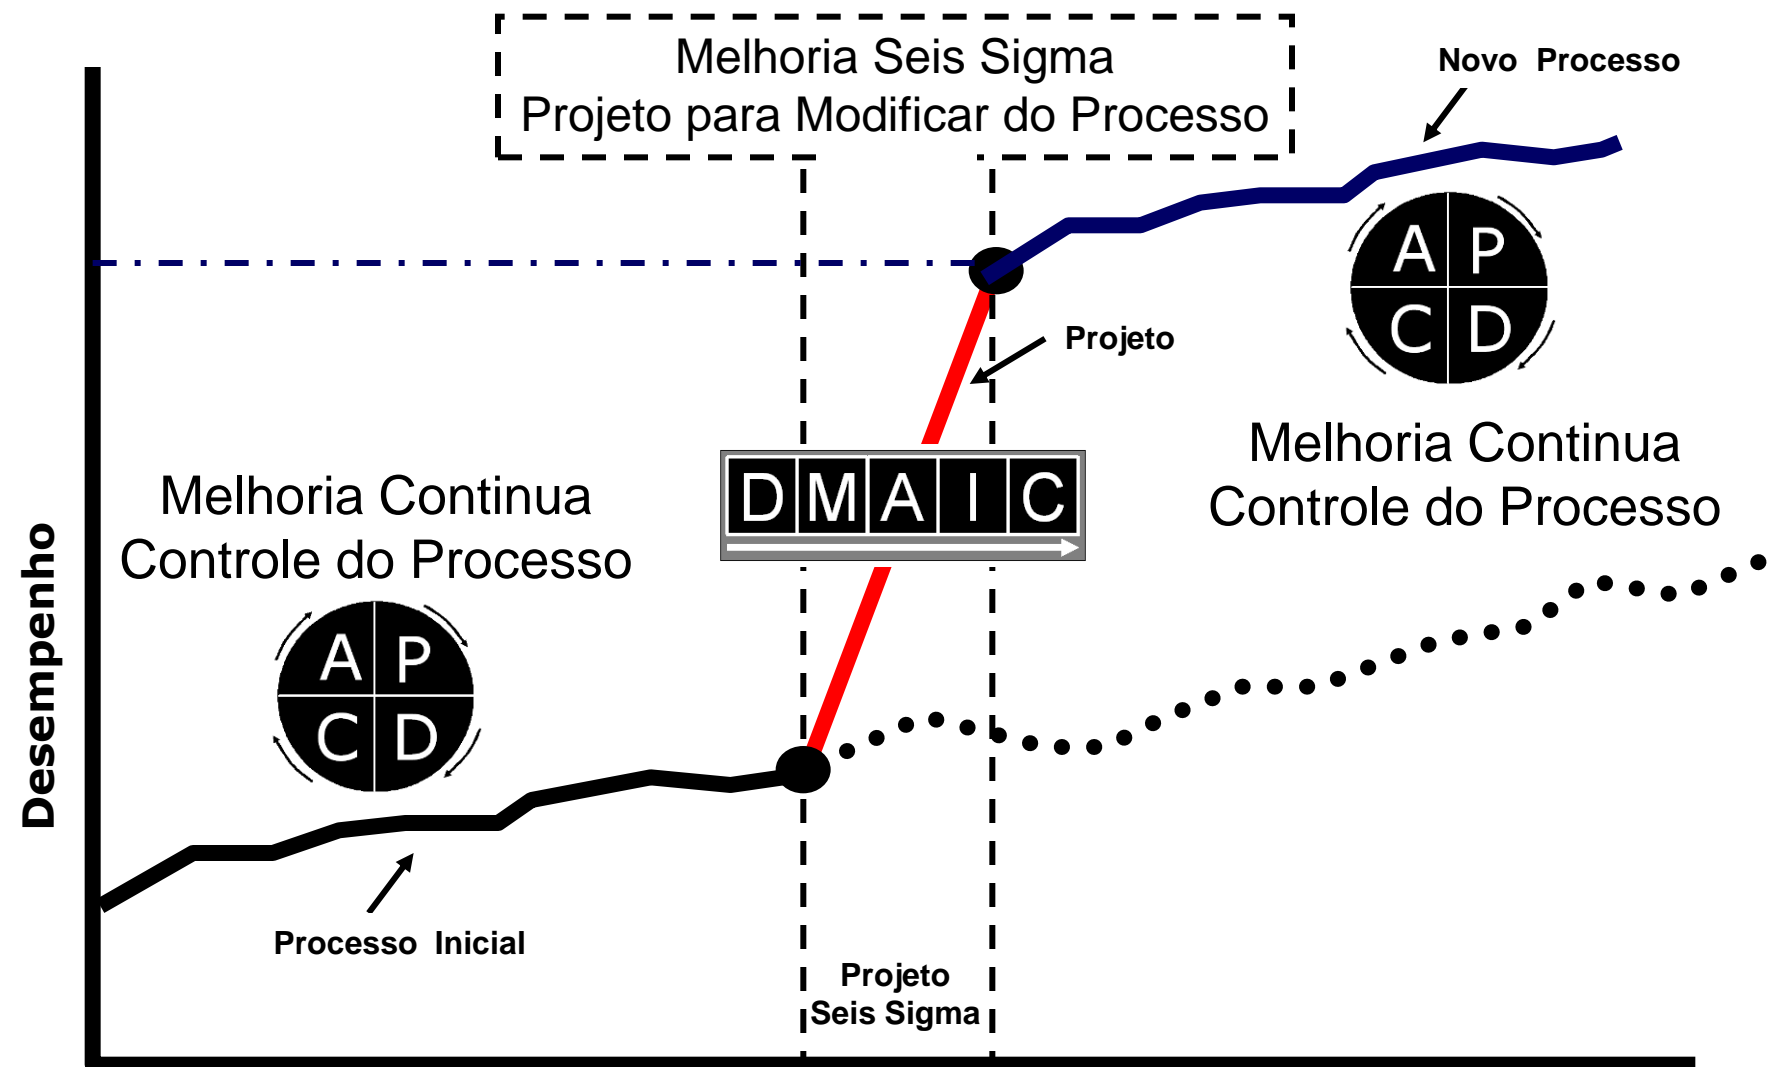 Melhoria Seis Sigma
Projeto para Modificar do Processo
Novo Processo
A P
C D
Projeto
Melhoria Continua
Controle do Processo
D M A I C
Melhoria Continua
Controle do Processo
A P
C D
Desempenho
Processo Inicial
Projeto
Seis Sigma